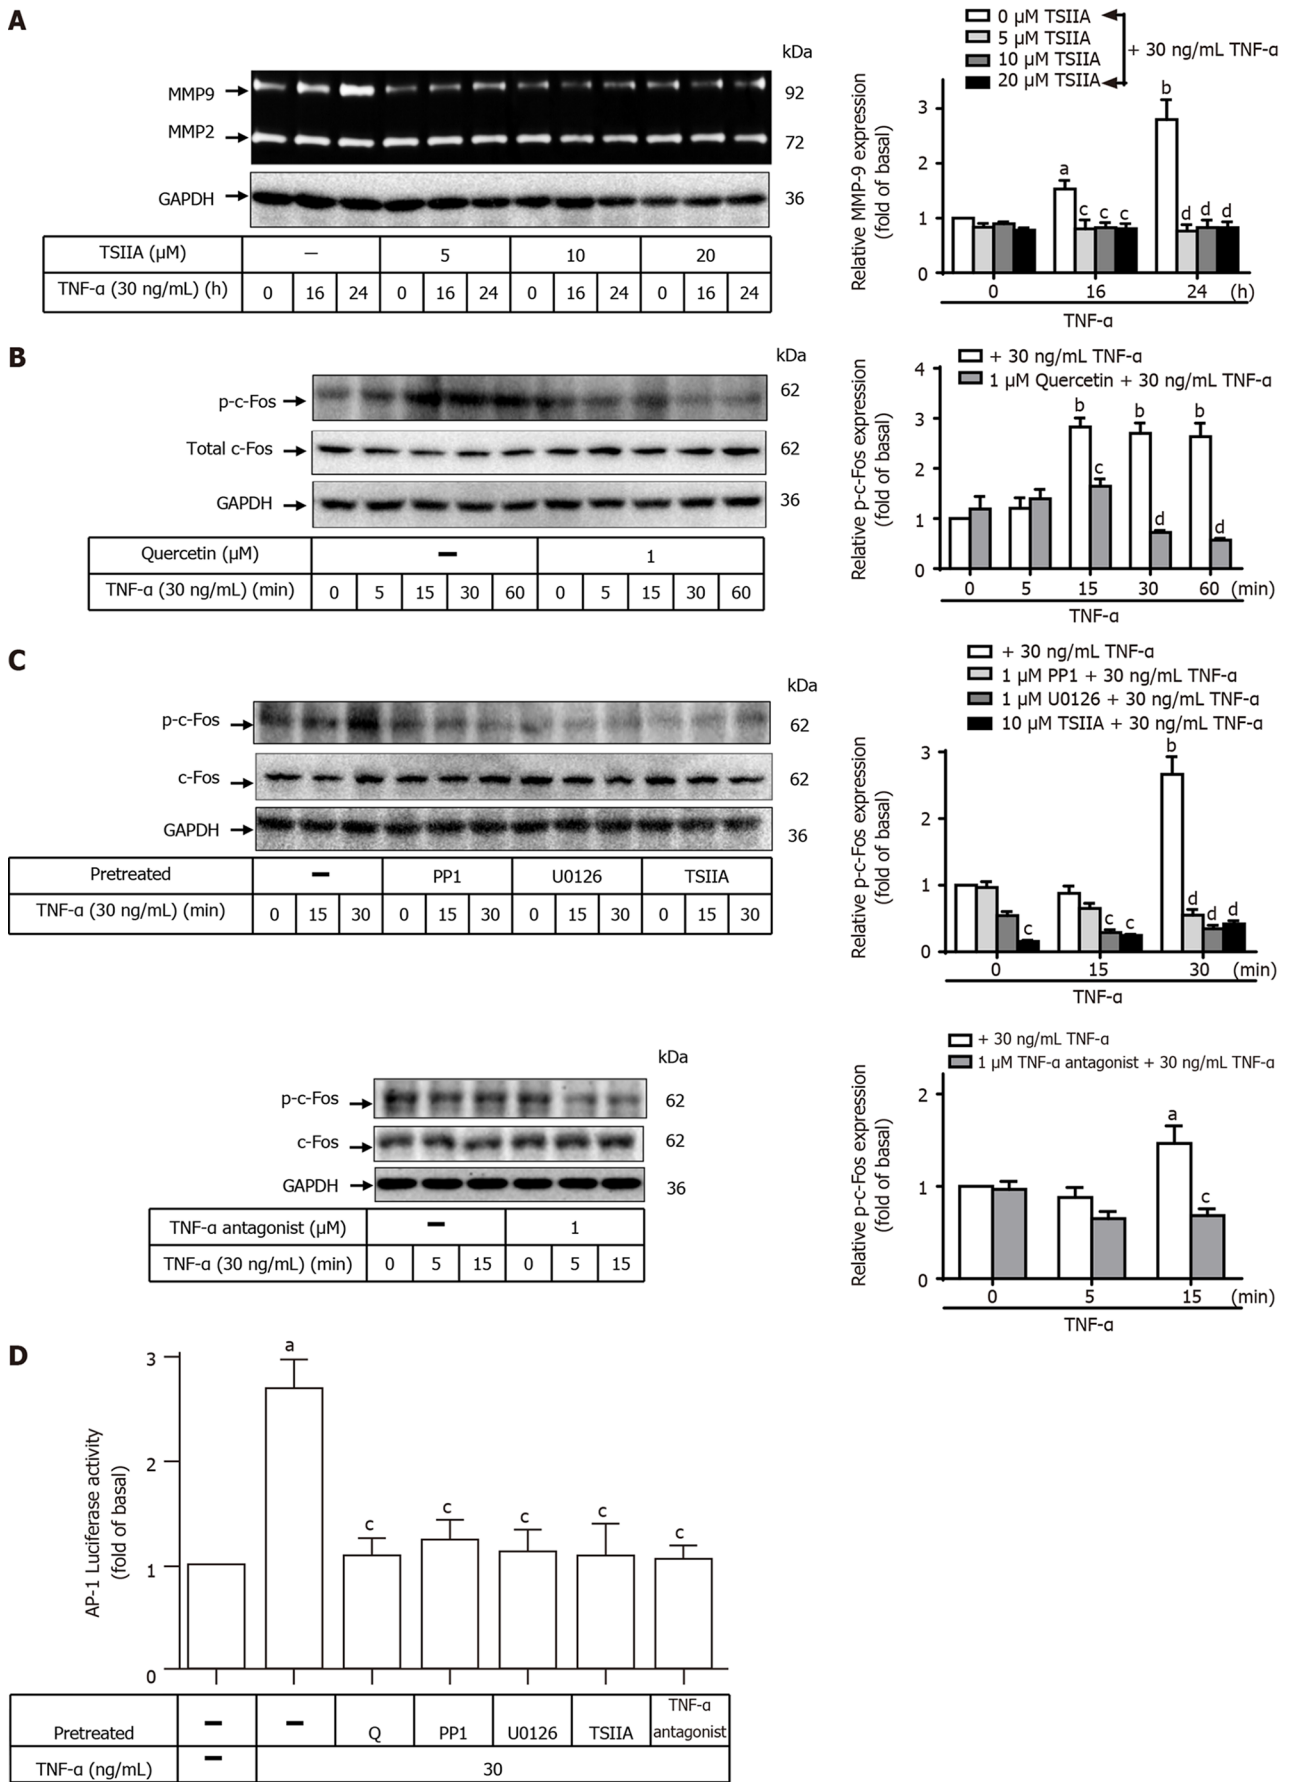 A
kDa
MMP9
92
MMP2
72
GAPDH
36
TSIIA (µM) — 5 10 20
TNF-ɑ (30 ng/mL) (h) 0 16 24 0 16 24 0 16 24 0 16 24
0 µM TSIIA
5 µM TSIIA
10 µM TSIIA
20 µM TSIIA
+ 30 ng/mL TNF-ɑ
Relative MMP-9 expression
(fold of basal)
3
2
1
0
a
b
c c c
d d d
0 16 24 (h)
TNF-ɑ
B
kDa
p-c-Fos
62
Total c-Fos
62
GAPDH
36
Quercetin (µM) — 1
TNF-ɑ (30 ng/mL) (min) 0 5 15 30 60 0 5 15 30 60
+ 30 ng/mL TNF-ɑ
1 µM Quercetin + 30 ng/mL TNF-ɑ
Relative p-c-Fos expression
(fold of basal)
4
3
2
1
0
b b b
c
d
d
0 5 15 30 60 (min)
TNF-ɑ
C
kDa
p-c-Fos
62
c-Fos
62
GAPDH
36
Pretreated — PP1 U0126 TSIIA
TNF-ɑ (30 ng/mL) (min) 0 15 30 0 15 30 0 15 30 0 15 30
+ 30 ng/mL TNF-ɑ
1 µM PP1 + 30 ng/mL TNF-ɑ
1 µM U0126 + 30 ng/mL TNF-ɑ
10 µM TSIIA + 30 ng/mL TNF-ɑ
Relative p-c-Fos expression
(fold of basal)
3
2
1
0
b
c
c c
d d d
0 15 30 (min)
TNF-ɑ
kDa
p-c-Fos
62
c-Fos
62
GAPDH
36
TNF-ɑ antagonist (µM) — 1
TNF-ɑ (30 ng/mL) (min) 0 5 15 0 5 15
+ 30 ng/mL TNF-ɑ
1 µM TNF-ɑ antagonist + 30 ng/mL TNF-ɑ
Relative p-c-Fos expression
(fold of basal)
2
1
0
a
c
0 5 15 (min)
TNF-ɑ
D
AP-1 Luciferase activity
(fold of basal)
3
2
1
0
a
c c c c c
Pretreated — — Q PP1 U0126 TSIIA TNF-ɑ
antagonist
TNF-ɑ (ng/mL) — 30